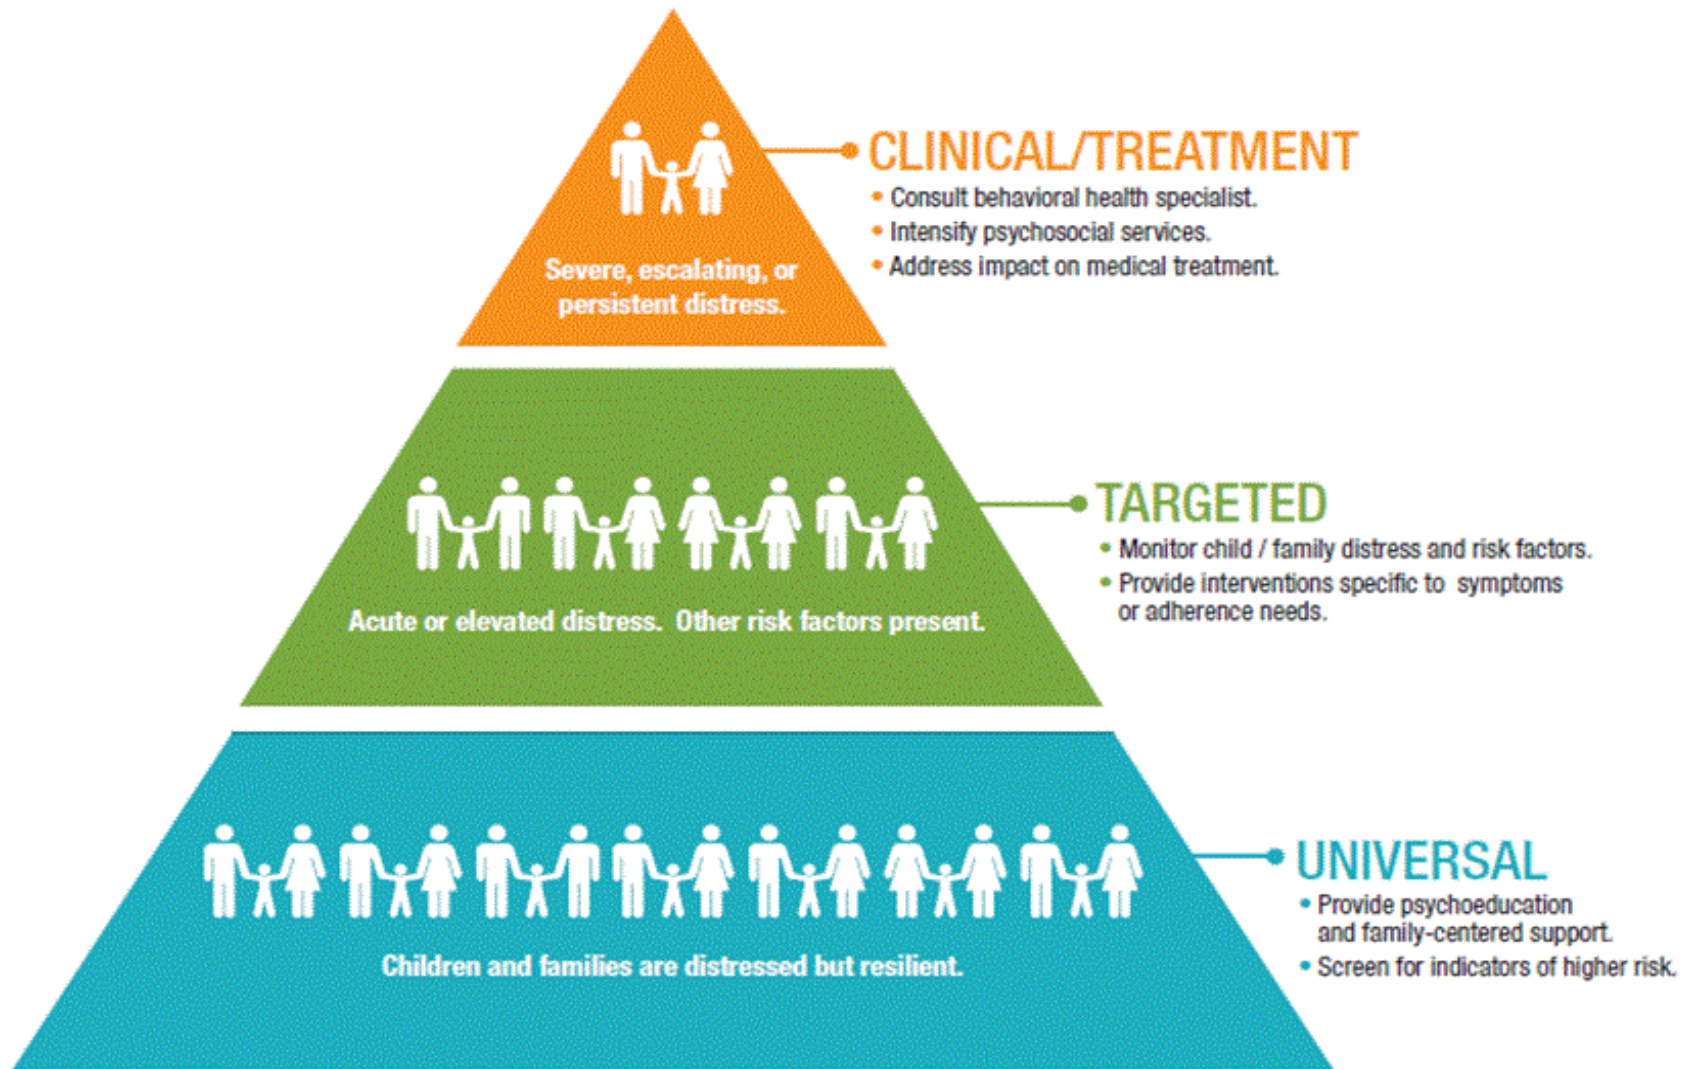 CLINICAL/TREATMENT
• Consult behavioral health specialist.
• Intensify psychosocial services.
• Address impact on medical treatment.
Severe, escalating, or
persistent distress.
TARGETED
• Monitor child / family distress and risk factors.
• Provide interventions specific to symptoms
or adherence needs.
Acute or elevated distress. Other risk factors present.
UNIVERSAL
• Provide psychoeducation
and family-centered support.
• Screen for indicators of higher risk.
Children and families are distressed but resilient.